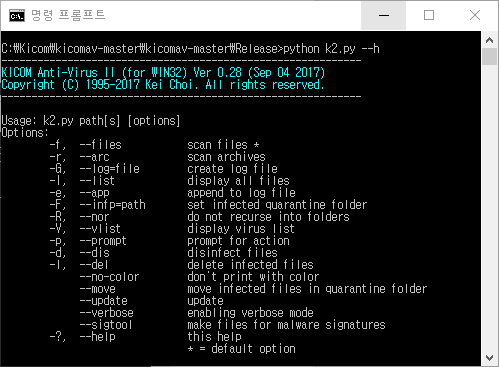 명령 프롬프트
C:\Kicom\kicomav-master\kicomav-master\Release>python k2.py --h
------------------------------------------------------------
KICOM Anti-Virus II (for WIN32) Ver 0.28 (Sep 04 2017)
Copyright (C) 1995-2017 Kei Choi. All rights reserved.
------------------------------------------------------------
Usage: k2.py path[s] [options]
Options:
-f, --files scan files *
-r, --arc scan archives
-G, --log=file create log file
-I, --list display all files
-e, --app append to log file
-F, --infp=path set infected quarantine folder
-R, --nor do not recurse into folders
-V, --vlist display virus list
-p, --prompt prompt for action
-d, --dis disinfect files
-l, --del delete infected files
--no-color don't print with color
--move move infected files in quarantine folder
--update update
--verbose enabling verbose mode
--sigtool make files for malware signatures
-?, --help this help
* = default option